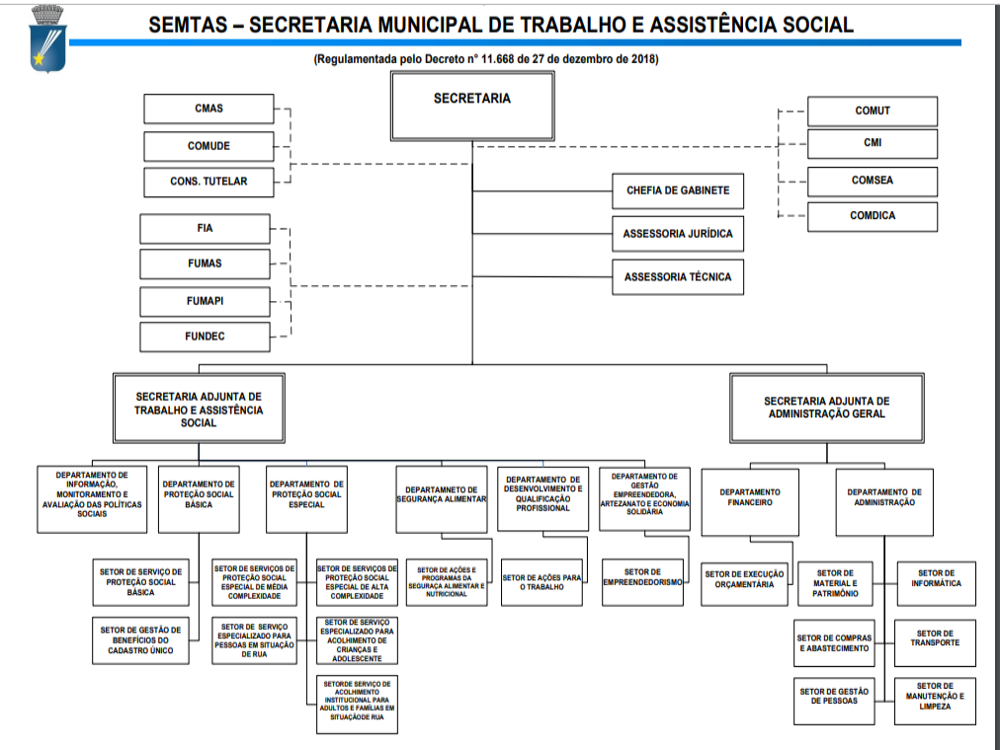 SEMTAS – SECRETARIA MUNICIPAL DE TRABALHO E ASSISTÊNCIA SOCIAL
(Regulamentada pelo Decreto n° 11.668 de 27 de dezembro de 2018)
SECRETARIA
CMAS
COMUDE
CONS. TUTELAR
COMUT
CMI
COMSEA
COMDICA
CHEFIA DE GABINETE
ASSESSORIA JURÍDICA
ASSESSORIA TÉCNICA
FIA
FUMAS
FUMAPI
FUNDEC
SECRETARIA ADJUNTA DE
TRABALHO E ASSISTÊNCIA
SOCIAL
SECRETARIA ADJUNTA DE
ADMINISTRAÇÃO GERAL
DEPARTAMENTO DE
INFORMAÇÃO,
MONITORAMENTO E
AVALIAÇÃO DAS POLÍTICAS
SOCIAIS
DEPARTAMENTO DE
PROTEÇÃO SOCIAL
BÁSICA
DEPARTAMENTO DE
PROTEÇÃO SOCIAL
ESPECIAL
DEPARTAMNETO DE
SEGURANÇA ALIMENTAR
DEPARTAMENTO DE
DESENVOLVIMENTO E
QUALIFICAÇÃO
PROFISSIONAL
DEPARTAMENTO DE
GESTÃO
EMPREENDEDORA,
ARTEZANATO E ECONOMIA
SOLIDÁRIA
DEPARTAMENTO
FINANCEIRO
DEPARTAMENTO DE
ADMINISTRAÇÃO
SETOR DE SERVIÇO DE
PROTEÇÃO SOCIAL
BÁSICA
SETOR DE SERVIÇOS DE
PROTEÇÃO SOCIAL
ESPECIAL DE MÉDIA
COMPLEXIDADE
SETOR DE SERVIÇOS DE
PROTEÇÃO SOCIAL
ESPECIAL DE ALTA
COMPLEXIDADE
SETOR DE AÇÕES E
PROGRAMAS DA
SEGURAÇA ALIMENTAR E
NUTRICIONAL
SETOR DE AÇÕES PARA
O TRABALHO
SETOR DE
EMPREENDEDORISMO
SETOR DE EXECUÇÃO
ORÇAMENTÁRIA
SETOR DE
MATERIAL E
PATRIMÔNIO
SETOR DE
INFORMÁTICA
SETOR DE GESTÃO DE
BENEFÍCIOS DO
CADASTRO ÚNICO
SETOR DE SERVIÇO
ESPECIALIZADO PARA
PESSOAS EM SITUAÇÃO
DE RUA
SETOR DE SERVIÇO
ESPECIALIZADO PARA
ACOLHIMENTO DE
CRIANÇAS E
ADOLESCENTE
SETOR DE COMPRAS
E ABASTECIMENTO
SETOR DE
TRANSPORTE
SETORDE SERVIÇO DE
ACOLHIMENTO
INSTITUCIONAL PARA
ADULTOS E FAMÍLIAS EM
SITUAÇÃODE RUA
SETOR DE GESTÃO
DE PESSOAS
SETOR DE
MANUTENÇÃO E
LIMPEZA